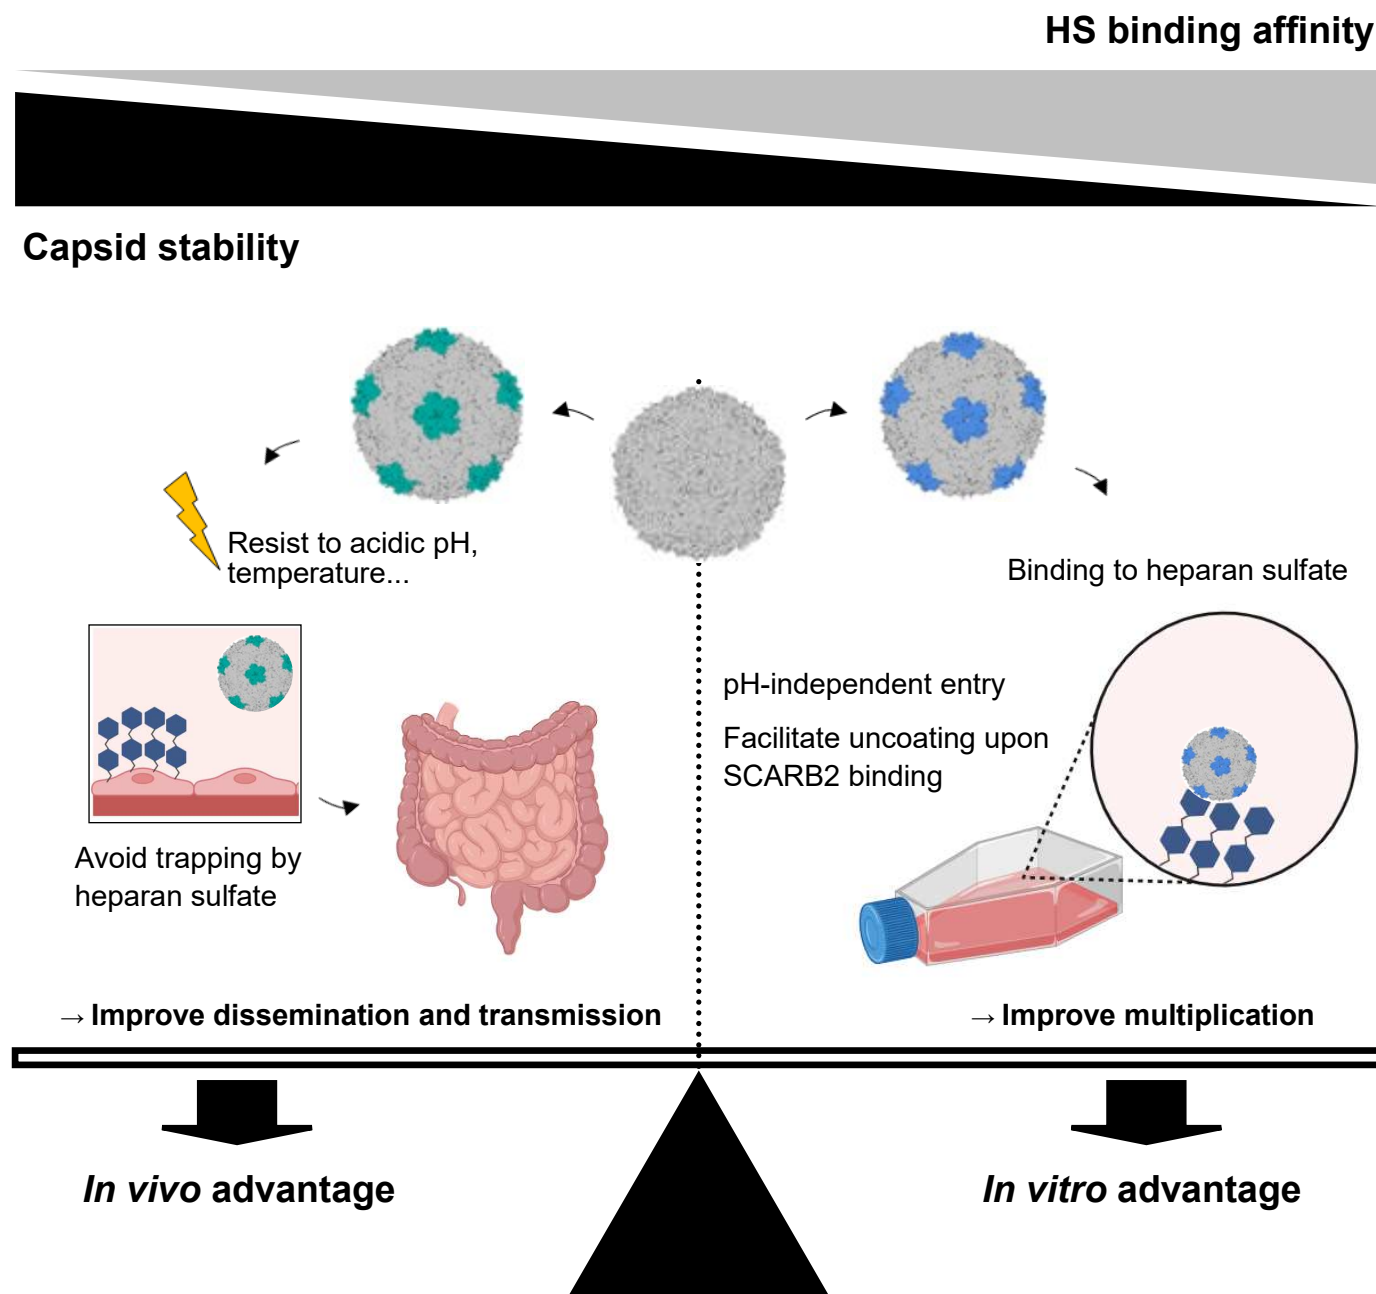 HS binding affinity
Capsid stability
Resist to acidic pH,
temperature...
Binding to heparan sulfate
pH-independent entry
Facilitate uncoating upon
SCARB2 binding
Avoid trapping by
heparan sulfate
→ Improve dissemination and transmission
→ Improve multiplication
In vivo advantage
In vitro advantage